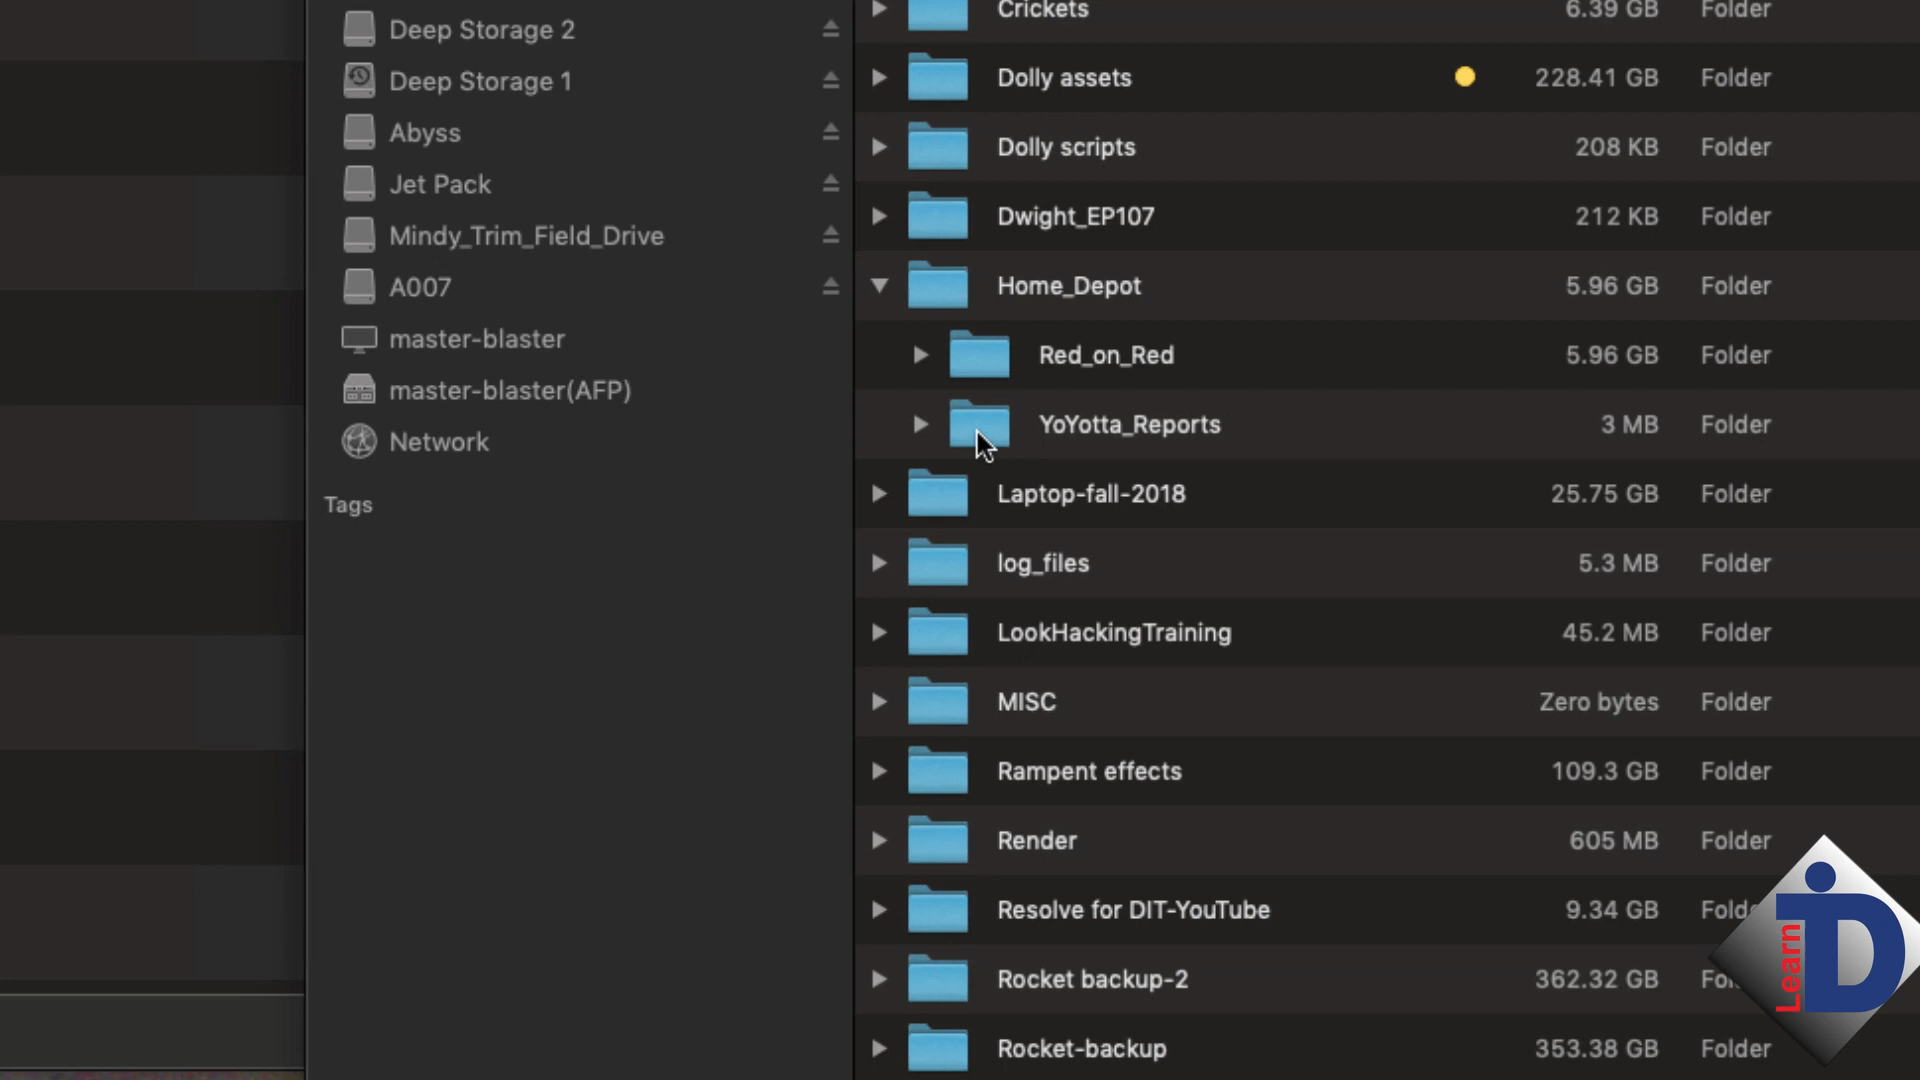 Deep Storage 2
Deep Storage 1
Abyss
Jet Pack
Mindy_Trim_Field_Drive
A007
master-blaster
master-blaster(AFP)
Network
Tags
Crickets 6.39 GB Folder
Dolly assets 228.41 GB Folder
Dolly scripts 208 KB Folder
Dwight_EP107 212 KB Folder
Home_Depot 5.96 GB Folder
Red_on_Red 5.96 GB Folder
YoYotta_Reports 3 MB Folder
Laptop-fall-2018 25.75 GB Folder
log_files 5.3 MB Folder
LookHackingTraining 45.2 MB Folder
MISC Zero bytes Folder
Rampent effects 109.3 GB Folder
Render 605 MB Folder
Resolve for DIT-YouTube 9.34 GB
Rocket backup-2 362.32 GB
Rocket-backup 353.38 GB Folder
Learn
iD